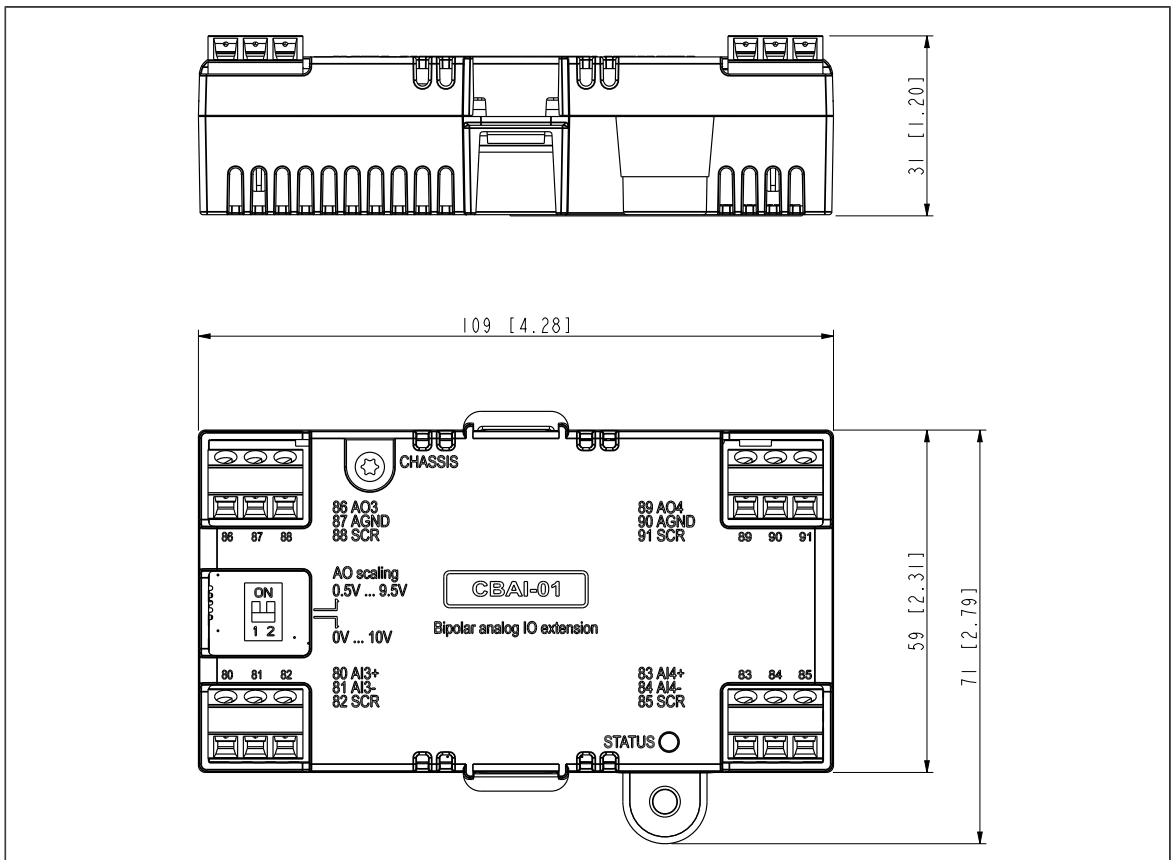 31 [1.20]
109 [4.28]
CHASSIS
86 AO3
87 AGND
88 SCR
89 AO4
90 AGND
91 SCR
86 87 88
89 90 91
AO scaling
0.5V ... 9.5V
ON
1 2
0V ... 10V
CBAI-01
Bipolar analog IO extension
59 [2.31]
71 [2.79]
80 81 82
80 AI3+
81 AI3-
82 SCR
83 AI4+
84 AI4-
85 SCR
83 84 85
STATUS